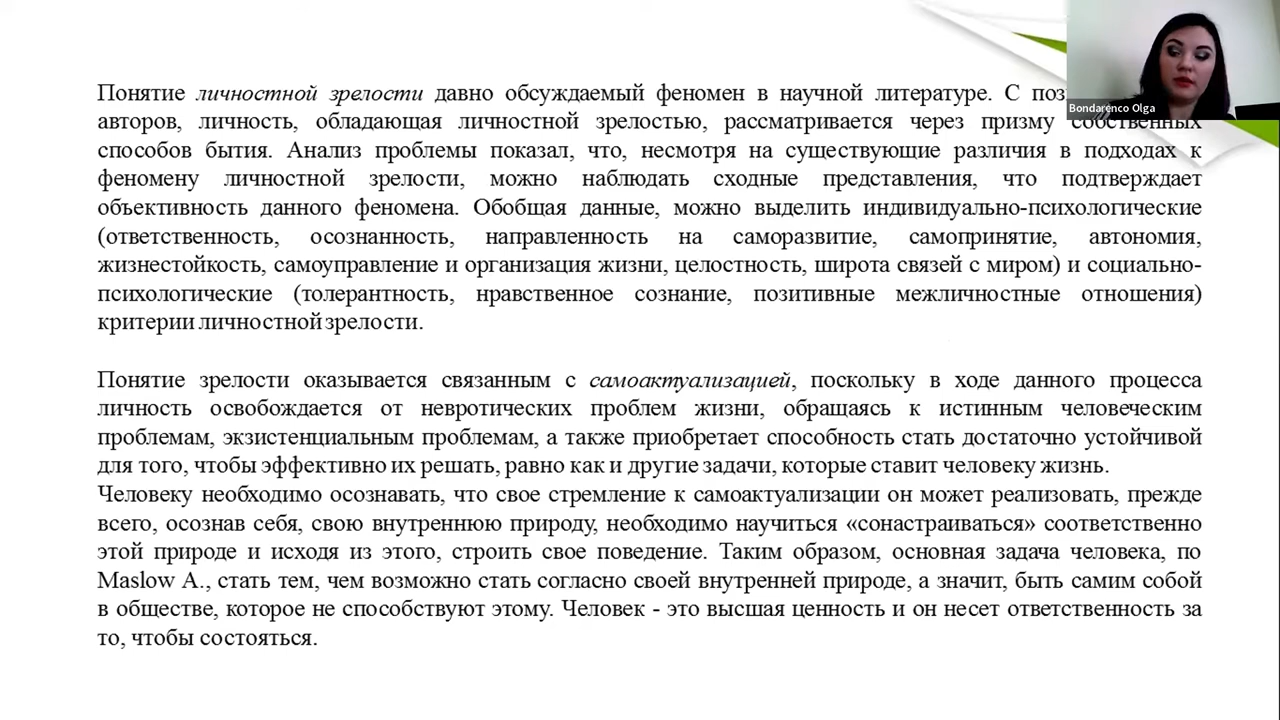 Понятие личностной зрелости давно обсуждаемый феномен в научной литературе. С
Bondarenco Olga
авторов, личность, обладающая личностной зрелостью, рассматривается через призму собственных
способов бытия. Анализ проблемы показал, что, несмотря на существующие различия в подходах к
феномену личностной зрелости, можно наблюдать сходные представления, что подтверждает
объективность данного феномена. Обобщая данные, можно выделить индивидуально-психологические
(ответственность, осознанность, направленность на саморазвитие, самопринятие, автономия,
жизнестойкость, самоуправление и организация жизни, целостность, широта связей с миром) и социально-
психологические (толерантность, нравственное сознание, позитивные межличностные отношения)
критерии личностной зрелости.
Понятие зрелости оказывается связанным с самоактуализацией, поскольку в ходе данного процесса
личность освобождается от невротических проблем жизни, обращаясь к истинным человеческим
проблемам, экзистенциальным проблемам, а также приобретает способность стать достаточно устойчивой
для того, чтобы эффективно их решать, равно как и другие задачи, которые ставит человеку жизнь.
Человеку необходимо осознавать, что свое стремление к самоактуализации он может реализовать, прежде
всего, осознав себя, свою внутреннюю природу, необходимо научиться «сонастраиваться» соответственно
этой природе и исходя из этого, строить свое поведение. Таким образом, основная задача человека, по
Maslow A., стать тем, чем возможно стать согласно своей внутренней природе, а значит, быть самим собой
в обществе, которое не способствуют этому. Человек - это высшая ценность и он несет ответственность за
то, чтобы состояться.